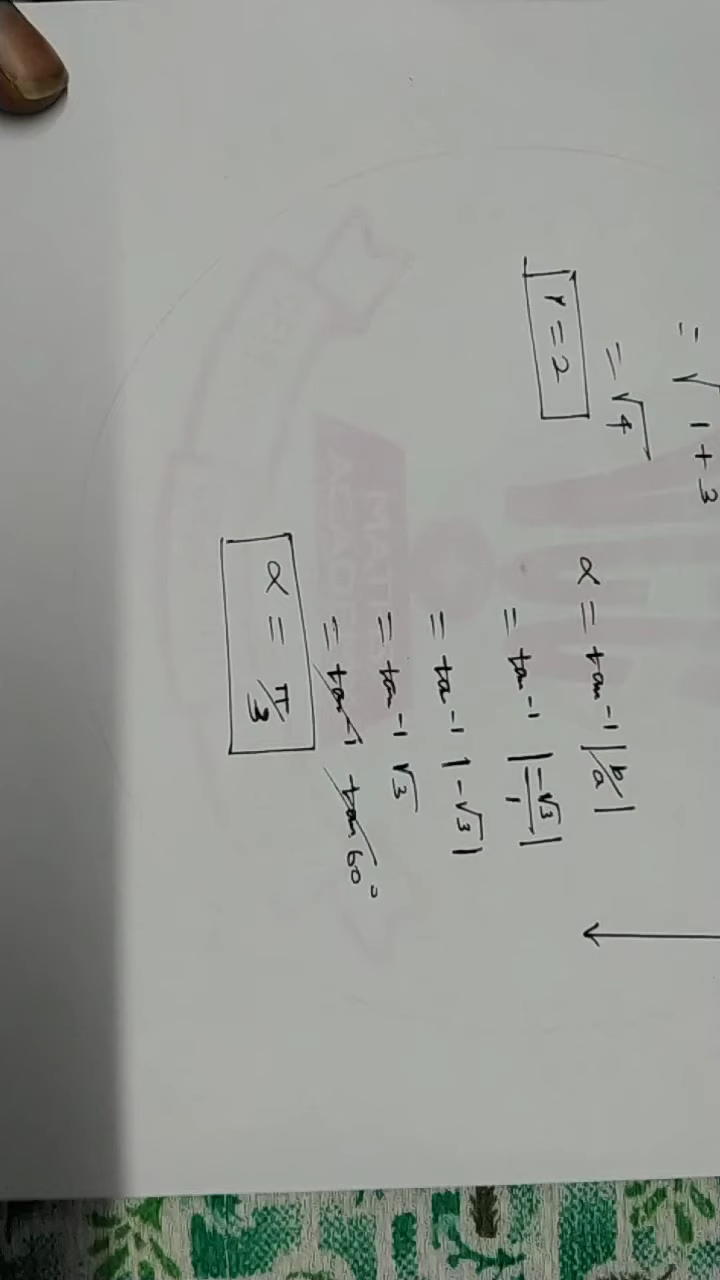 = √1 + 3
= √4
r = 2
α = tan⁻¹ |b/a|
= tan⁻¹ |-√3/1|
= tan⁻¹ |-√3|
= tan⁻¹ √3
= tan⁻¹ tan 60°
α = π/3